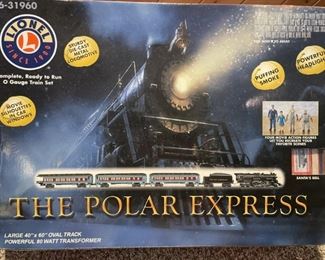 6-31960
LIONEL
SINCE 1900
Complete, Ready to Run
O Gauge Train Set
STURDY
DIE CAST
METAL
LOCOMOTIVE
PUFFING
SMOKE
POWERFUL
HEADLIGHT
MOVIE
SILHOUETTES
IN CAR
WINDOWS
FOUR MOVIE ACTION FIGURES
LET YOU RECREATE YOUR
FAVORITE SCENES
SANTA'S BELL
THE POLAR EXPRESS
LARGE 40" x 60" OVAL TRACK
POWERFUL 80 WATT TRANSFORMER